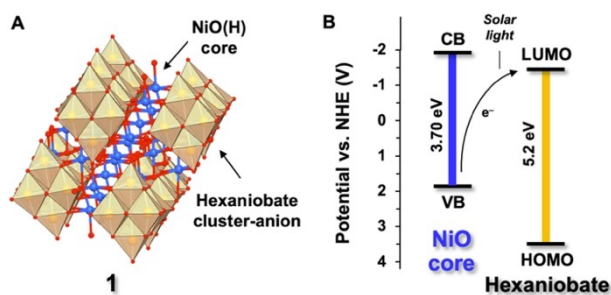 A
NiO(H)
core
Hexaniobate
cluster-anion
1
B
Potential vs. NHE (V)
-2
-1
0
1
2
3
4
CB
3.70 eV
VB
NiO
core
Solar
light
e⁻
LUMO
5.2 eV
HOMO
Hexaniobate